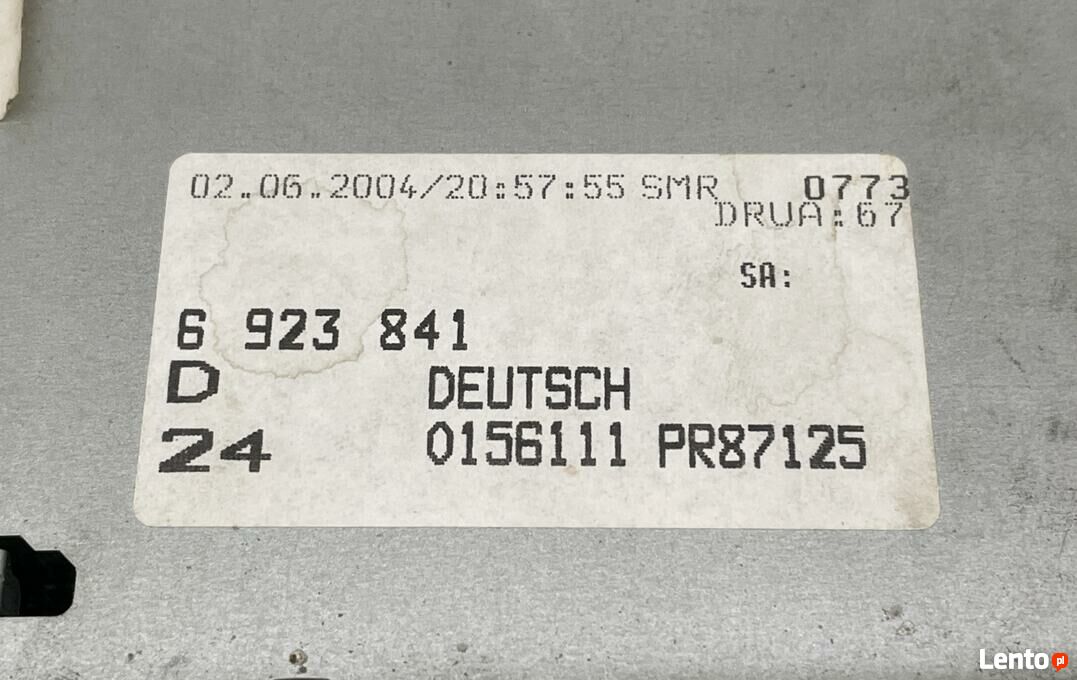 02.06.2004/20:57:55 SMR 0773
DRUA:67
SA:
6 923 841
D DEUTSCH
24 0156111 PR87125
Lento pl